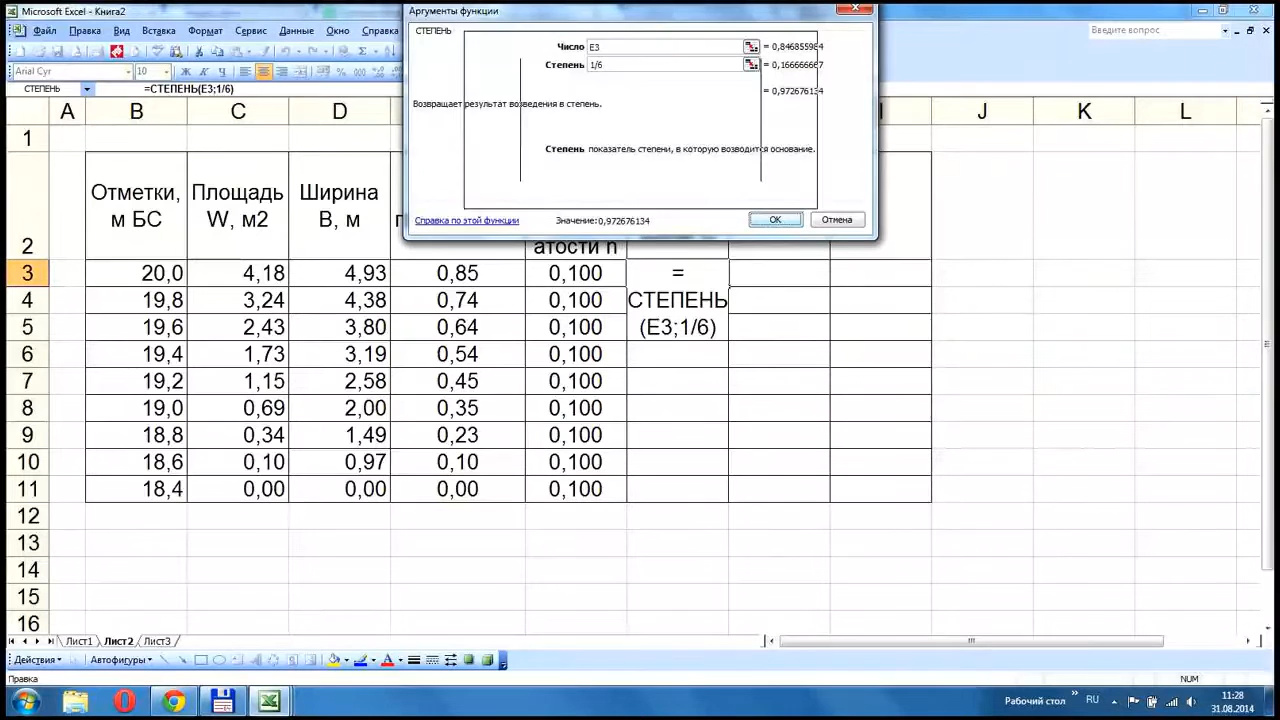 Microsoft Excel - Книга2
Аргументы функции
Файл Правка Вид Вставка Формат Сервис Данные Окно Справка
Введите вопрос
СТЕПЕНЬ
Число E3 = 0,846855984
Степень 1/6 = 0,166666667
= 0,972676134
Возвращает результат возведения в степень.
Степень показатель степени, в которую возводится основание.
Справка по этой функции Значение:0,972676134 OK Отмена
Arial Cyr 10
СТЕПЕНЬ =СТЕПЕНЬ(E3;1/6)
A B C D I J K L
1
2 Отметки, Площадь Ширина
м БС W, м2 В, м
атости n
3 20,0 4,18 4,93 0,85 0,100 =
4 19,8 3,24 4,38 0,74 0,100 СТЕПЕНЬ
5 19,6 2,43 3,80 0,64 0,100 (E3;1/6)
6 19,4 1,73 3,19 0,54 0,100
7 19,2 1,15 2,58 0,45 0,100
8 19,0 0,69 2,00 0,35 0,100
9 18,8 0,34 1,49 0,23 0,100
10 18,6 0,10 0,97 0,10 0,100
11 18,4 0,00 0,00 0,00 0,100
12
13
14
15
16
Лист1 Лист2 Лист3
Действия Автофигуры
Правка NUM
Рабочий стол RU 11:28
31.08.2014